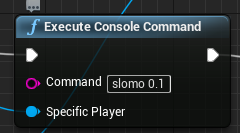 f Execute Console Command
Command slomo 0.1
Specific Player